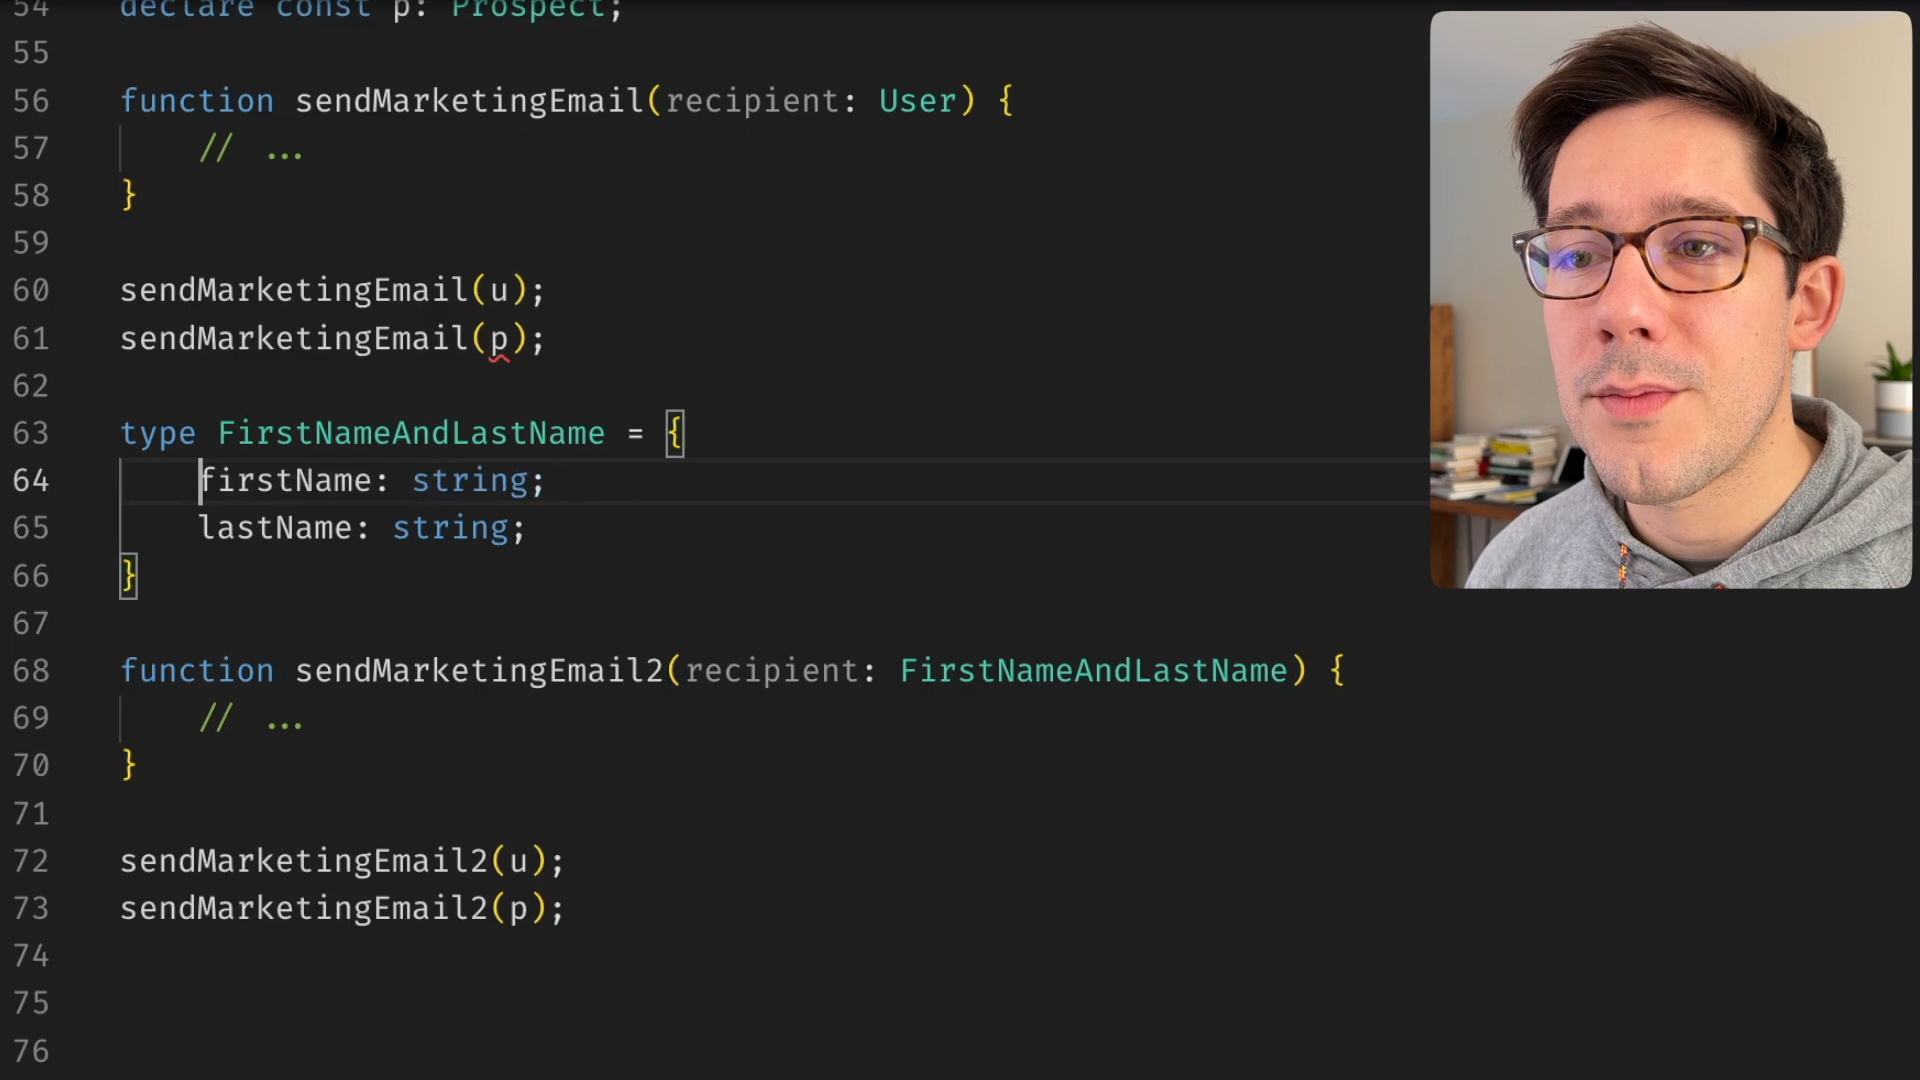 54 declare const p: Prospect;
55
56 function sendMarketingEmail(recipient: User) {
57 // ...
58 }
59
60 sendMarketingEmail(u);
61 sendMarketingEmail(p);
62
63 type FirstNameAndLastName = {
64 firstName: string;
65 lastName: string;
66 }
67
68 function sendMarketingEmail2(recipient: FirstNameAndLastName) {
69 // ...
70 }
71
72 sendMarketingEmail2(u);
73 sendMarketingEmail2(p);
74
75
76